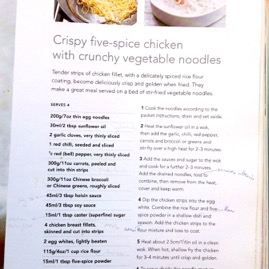 Crispy five-spice chicken
with crunchy vegetable noodles
Tender strips of chicken fillet, with a delicately spiced rice flour
coating, become deliciously crisp and golden when fried. They
make a great meal served on a bed of stir-fried vegetable noodles.
SERVES 4
200g/7oz thin egg noodles
30ml/2 tbsp sunflower oil
2 garlic cloves, very thinly sliced
1 red chilli, seeded and sliced
½ red (bell) pepper, very thinly sliced
300g/11oz carrots, peeled and
cut into thin strips
300g/11oz Chinese broccoli
or Chinese greens, roughly sliced
45ml/3 tbsp hoisin sauce
45ml/3 tbsp soy sauce
15ml/1 tbsp caster (superfine) sugar
4 chicken breast fillets,
skinned and cut into strips
2 egg whites, lightly beaten
115g/4oz/1 cup rice flour
15ml/1 tbsp five-spice powder
1 Cook the noodles according to the
packet instructions, drain and set aside.
2 Heat the sunflower oil in a wok,
then add the garlic, chilli, red pepper,
carrots and broccoli or greens and
stir-fry over a high heat for 2–3 minutes.
3 Add the sauces and sugar to the wok
and cook for a further 2–3 minutes.
Add the drained noodles, toss to
combine, then remove from the heat,
cover and keep warm.
4 Dip the chicken strips into the egg
white. Combine the rice flour and five-
spice powder in a shallow dish and
season. Add the chicken strips to the
flour mixture and toss to coat.
5 Heat about 2.5cm/1in oil in a clean
wok. When hot, shallow fry the chicken
for 3–4 minutes until crisp and golden.